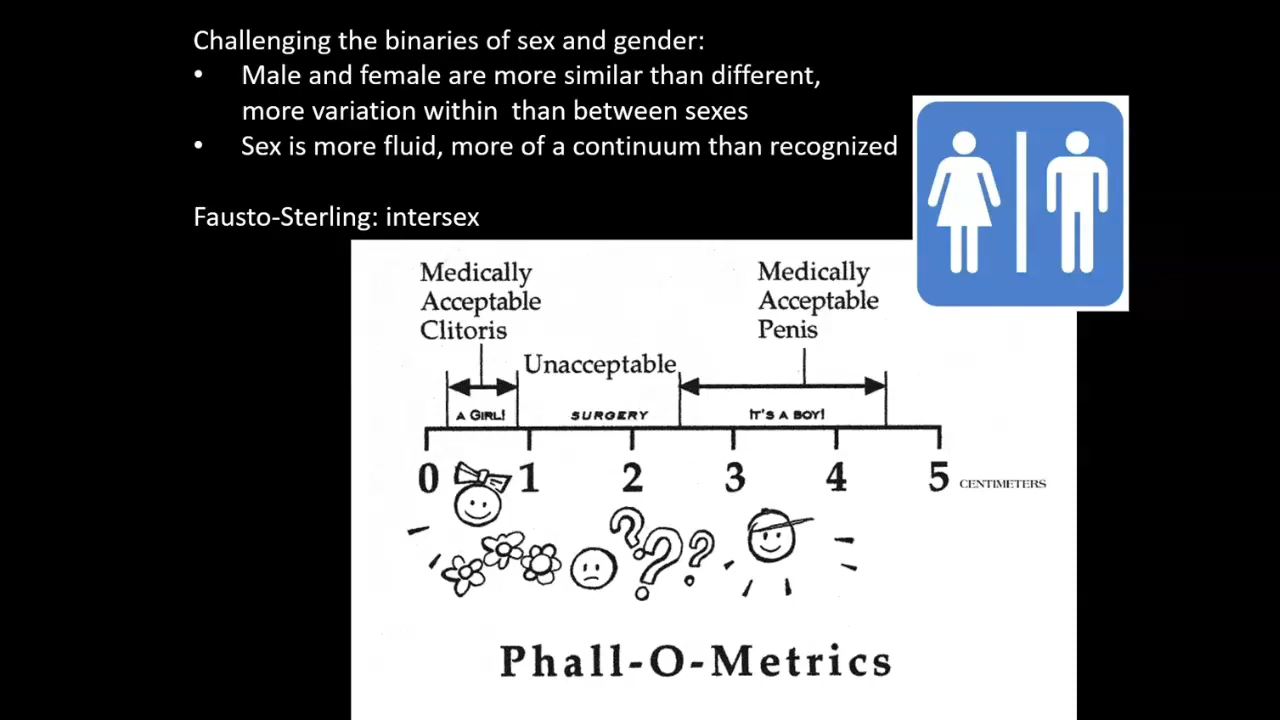 Challenging the binaries of sex and gender:
• Male and female are more similar than different,
more variation within than between sexes
• Sex is more fluid, more of a continuum than recognized
Fausto-Sterling: intersex
Medically
Acceptable
Clitoris
Medically
Acceptable
Penis
Unacceptable
A GIRL!
SURGERY
IT'S A BOY!
0 1 2 3 4 5 CENTIMETERS
? ? ?
Phall-O-Metrics